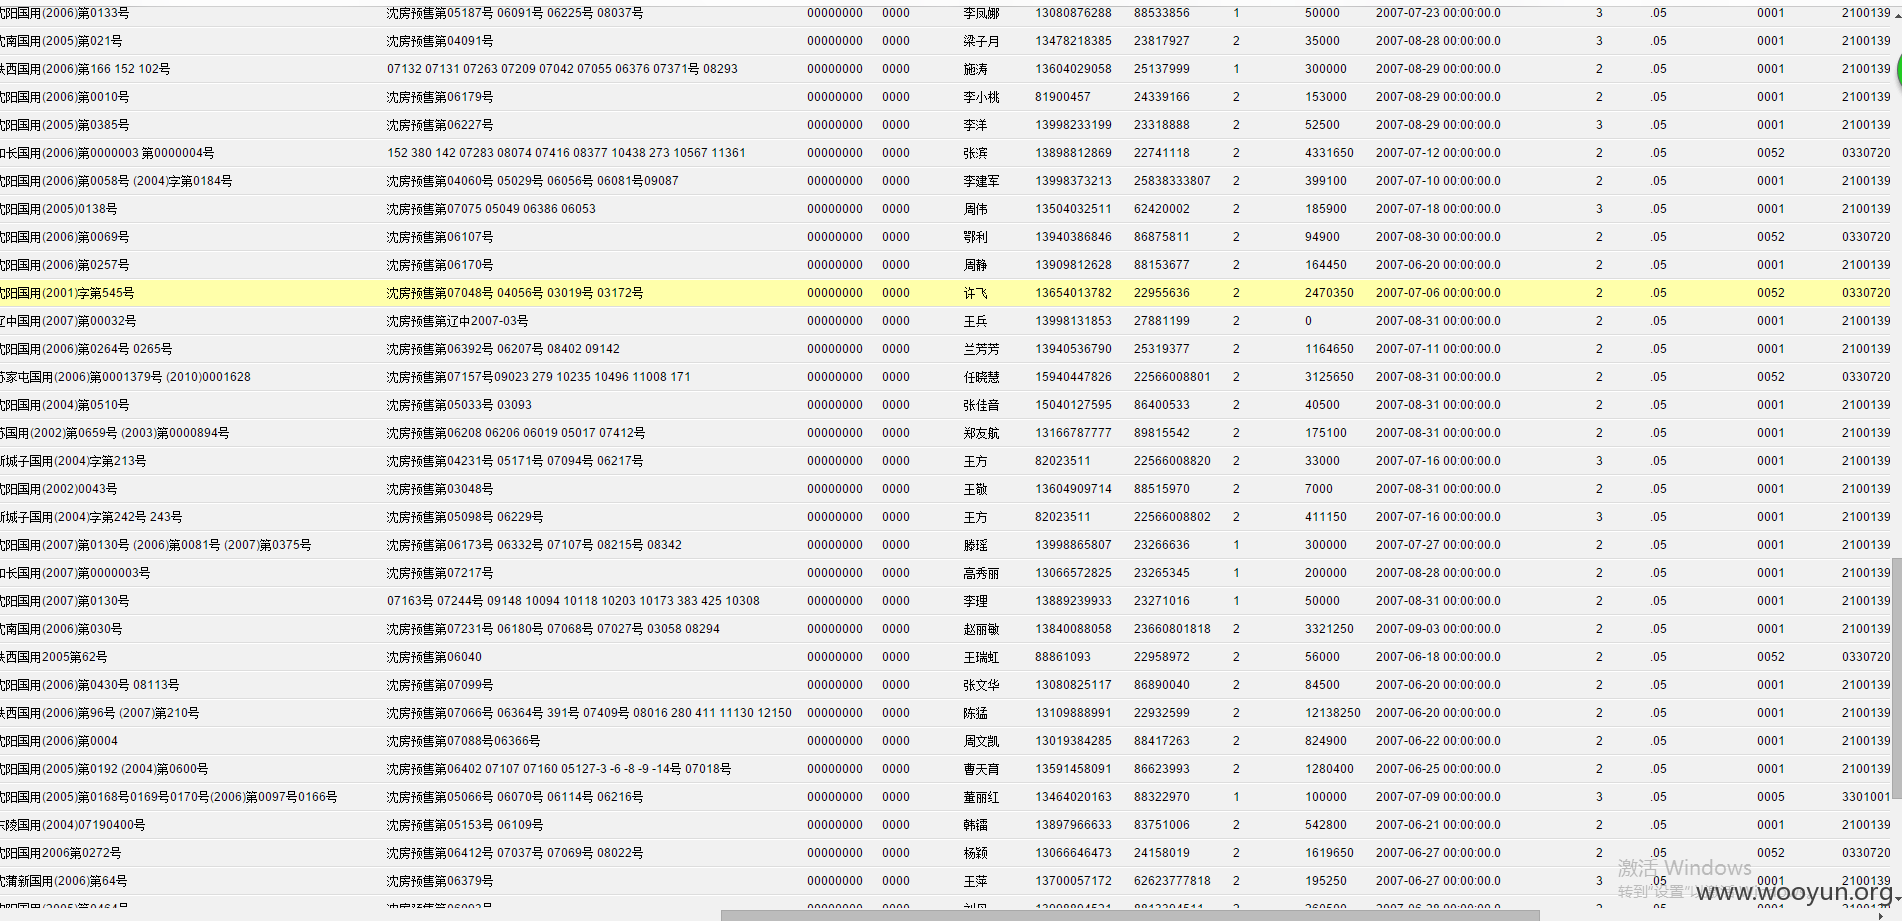 沈阳国用(2006)第0133号 沈房预售第05187号 06091号 06225号 08037号 00000000 0000 李凤娜 13080876288 88533856 1 50000 2007-07-23 00:00:00.0 3 .05 0001 2100139
沈南国用(2005)第021号 沈房预售第04091号 00000000 0000 梁子月 13478218385 23817927 2 35000 2007-08-28 00:00:00.0 3 .05 0001 2100139
铁西国用(2006)第166 152 102号 07132 07131 07263 07209 07042 07055 06376 07371号 08293 00000000 0000 施涛 13604029058 25137999 1 300000 2007-08-29 00:00:00.0 2 .05 0001 2100139
沈阳国用(2006)第0010号 沈房预售第06179号 00000000 0000 李小桃 81900457 24339166 2 153000 2007-08-29 00:00:00.0 2 .05 0001 2100139
沈阳国用(2005)第0385号 沈房预售第06227号 00000000 0000 李洋 13998233199 23318888 2 52500 2007-08-29 00:00:00.0 3 .05 0001 2100139
长国用(2006)第0000003 第0000004号 152 380 142 07283 08074 07416 08377 10438 273 10567 11361 00000000 0000 张滨 13898812869 22741118 2 4331650 2007-07-12 00:00:00.0 2 .05 0052 0330720
沈阳国用(2006)第0058号 (2004)字第0184号 沈房预售第04060号 05029号 06056号 06081号09087 00000000 0000 李建军 13998373213 25838333807 2 399100 2007-07-10 00:00:00.0 2 .05 0001 2100139
沈阳国用(2005)0138号 沈房预售第07075 05049 06386 06053 00000000 0000 周伟 13504032511 62420002 2 185900 2007-07-18 00:00:00.0 3 .05 0001 2100139
沈阳国用(2006)第0069号 沈房预售第06107号 00000000 0000 鄂利 13940386846 86875811 2 94900 2007-08-30 00:00:00.0 2 .05 0052 0330720
沈阳国用(2006)第0257号 沈房预售第06170号 00000000 0000 周静 13909812628 88153677 2 164450 2007-06-20 00:00:00.0 2 .05 0001 2100139
沈阳国用(2001)字第545号 沈房预售第07048号 04056号 03019号 03172号 00000000 0000 许飞 13654013782 22955636 2 2470350 2007-07-06 00:00:00.0 2 .05 0052 0330720
辽中国用(2007)第00032号 沈房预售第辽中2007-03号 00000000 0000 王兵 13998131853 27881199 2 0 2007-08-31 00:00:00.0 2 .05 0001 2100139
沈阳国用(2006)第0264号 0265号 沈房预售第06392号 06207号 08402 09142 00000000 0000 兰芳芳 13940536790 25319377 2 1164650 2007-07-11 00:00:00.0 2 .05 0001 2100139
苏家屯国用(2006)第0001379号 (2010)0001628 沈房预售第07157号09023 279 10235 10496 11008 171 00000000 0000 任晓慧 15940447826 22566008801 2 3125650 2007-08-31 00:00:00.0 2 .05 0052 0330720
沈阳国用(2004)第0510号 沈房预售第05033号 03093 00000000 0000 张佳音 15040127595 86400533 2 40500 2007-08-31 00:00:00.0 2 .05 0001 2100139
苏国用(2002)第0659号 (2003)第0000894号 沈房预售第06208 06206 06019 05017 07412号 00000000 0000 郑友航 13166787777 89815542 2 175100 2007-08-31 00:00:00.0 2 .05 0001 2100139
新城子国用(2004)字第213号 沈房预售第04231号 05171号 07094号 06217号 00000000 0000 王方 82023511 22566008820 2 33000 2007-07-16 00:00:00.0 3 .05 0001 2100139
沈阳国用(2002)0043号 沈房预售第03048号 00000000 0000 王敬 13604909714 88515970 2 7000 2007-08-31 00:00:00.0 2 .05 0001 2100139
新城子国用(2004)字第242号 243号 沈房预售第05098号 06229号 00000000 0000 王方 82023511 22566008802 2 411150 2007-07-16 00:00:00.0 3 .05 0001 2100139
沈阳国用(2007)第0130号 (2006)第0081号 (2007)第0375号 沈房预售第06173号 06332号 07107号 08215号 08342 00000000 0000 滕瑶 13998865807 23266636 1 300000 2007-07-27 00:00:00.0 2 .05 0001 2100139
长国用(2007)第0000003号 沈房预售第07217号 00000000 0000 高秀丽 13066572825 23265345 1 200000 2007-08-28 00:00:00.0 2 .05 0001 2100139
沈阳国用(2007)第0130号 07163号 07244号 09148 10094 10118 10203 10173 383 425 10308 00000000 0000 李理 13889239933 23271016 1 50000 2007-08-31 00:00:00.0 2 .05 0001 2100139
沈南国用(2006)第030号 沈房预售第07231号 06180号 07068号 07027号 03058 08294 00000000 0000 赵丽敏 13840088058 23660801818 2 3321250 2007-09-03 00:00:00.0 2 .05 0001 2100139
铁西国用2005第62号 沈房预售第06040 00000000 0000 王瑞虹 88861093 22958972 2 56000 2007-06-18 00:00:00.0 2 .05 0052 0330720
沈阳国用(2006)第0430号 08113号 沈房预售第07099号 00000000 0000 张文华 13080825117 86890040 2 84500 2007-06-20 00:00:00.0 2 .05 0001 2100139
铁西国用(2006)第96号 (2007)第210号 沈房预售第07066号 06364号 391号 07409号 08016 280 411 11130 12150 00000000 0000 陈猛 13109888991 22932599 2 12138250 2007-06-20 00:00:00.0 2 .05 0001 2100139
沈阳国用(2006)第0004 沈房预售第07088号06366号 00000000 0000 周文凯 13019384285 88417263 2 824900 2007-06-22 00:00:00.0 2 .05 0001 2100139
沈阳国用(2005)第0192 (2004)第0600号 沈房预售第06402 07107 07160 05127-3 -6 -8 -9 -14号 07018号 00000000 0000 曹天育 13591458091 86623993 2 1280400 2007-06-25 00:00:00.0 2 .05 0001 2100139
沈阳国用(2005)第0168号0169号0170号(2006)第0097号0166号 沈房预售第05066号 06070号 06114号 06216号 00000000 0000 董丽红 13464020163 88322970 1 100000 2007-07-09 00:00:00.0 3 .05 0005 3301001
东陵国用(2004)07190400号 沈房预售第05153号 06109号 00000000 0000 韩镭 13897966633 83751006 2 542800 2007-06-21 00:00:00.0 2 .05 0001 2100139
沈阳国用2006第0272号 沈房预售第06412号 07037号 07069号 08022号 00000000 0000 杨颖 13066646473 24158019 2 1619650 2007-06-27 00:00:00.0 2 .05 0052 0330720
沈蒲新国用(2006)第64号 沈房预售第06379号 00000000 0000 王萍 13700057172 62623777818 2 195250 2007-06-27 00:00:00.0 3 .05 0001 2100139
激活 Windows
www.wooyun.org